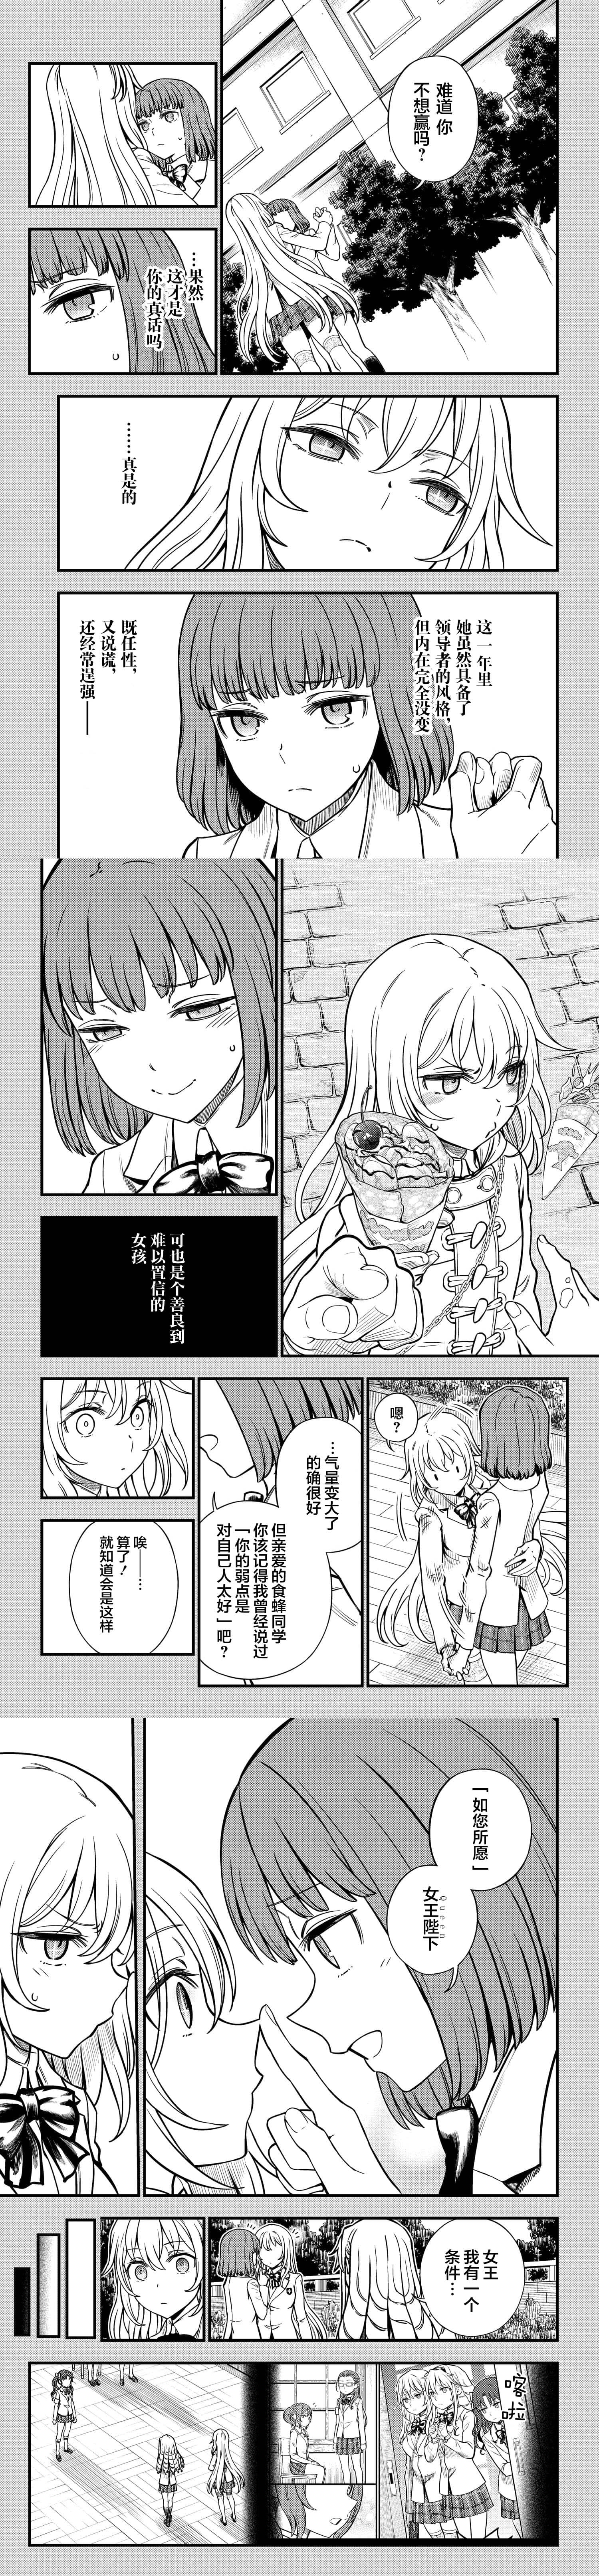 难道你
不想赢吗？
…果然
这才是
你的真话吗
……真是的
这一年里
她虽然具备了
领导者的风格，
但内在完全没变
既任性，
又说谎，
还经常逞强——
可也是个善良到
难以置信的
女孩
嗯？
…气量变大了
的确很好
但亲爱的食蜂同学
你该记得我曾经说过
「你的弱点是
对自己人太好」吧？
唉——…
算了！
就知道会是这样
「如您所愿」
女王陛下
Queen
女王
我有一个
条件…
喀啦